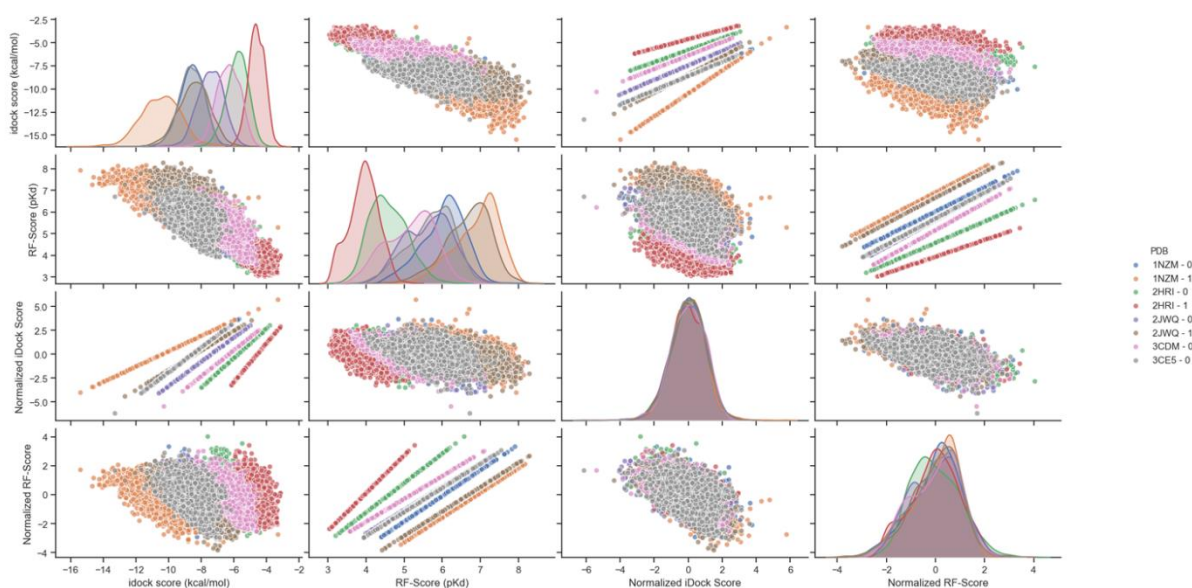 idock score (kcal/mol)
−2.5
−5.0
−7.5
−10.0
−12.5
−15.0
RF-Score (pKd)
8
7
6
5
4
3
Normalized iDock Score
5.0
2.5
0.0
−2.5
−5.0
Normalized RF-Score
4
2
0
−2
−4
−16 −14 −12 −10 −8 −6 −4 −2
idock score (kcal/mol)
3 4 5 6 7 8
RF-Score (pKd)
−6 −4 −2 0 2 4 6
Normalized iDock Score
−4 −2 0 2 4
Normalized RF-Score
PDB
1NZM - 0
1NZM - 1
2HRI - 0
2HRI - 1
2JWQ - 0
2JWQ - 1
3CDM - 0
3CE5 - 0